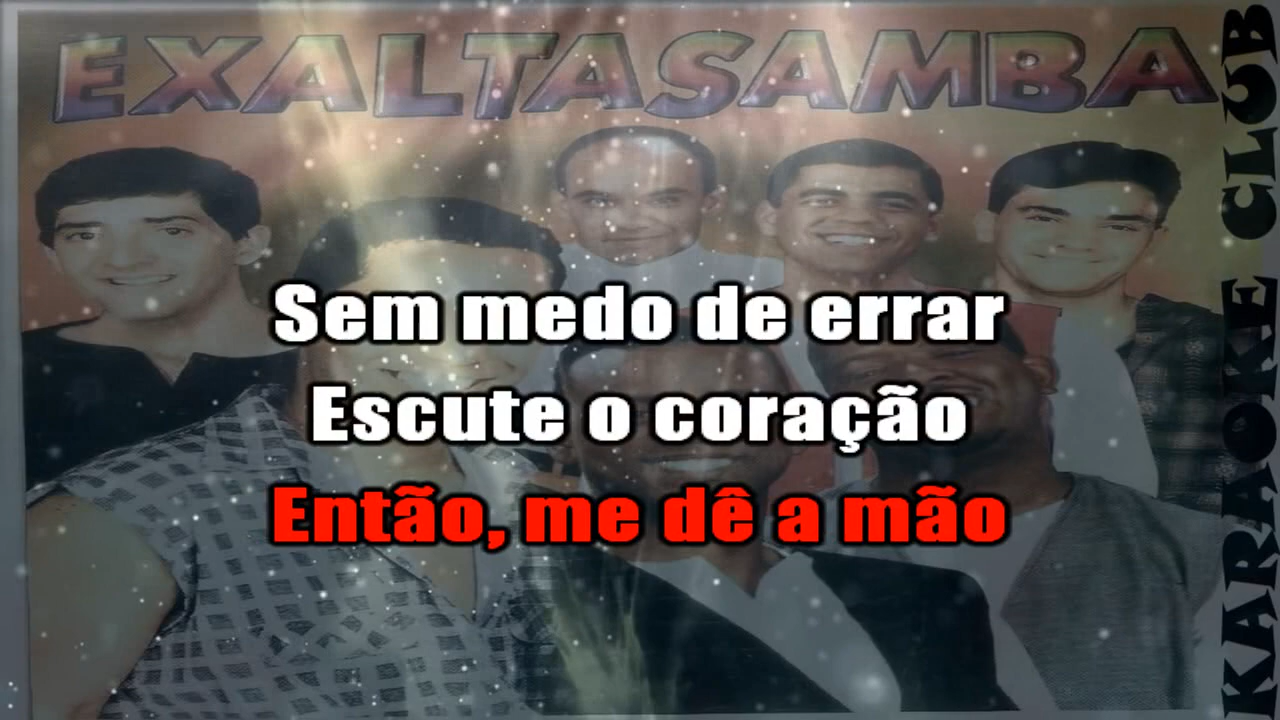 EXALTASAMBA
Sem medo de errar
Escute o coração
Então, me dê a mão
KARAOKE CLUB